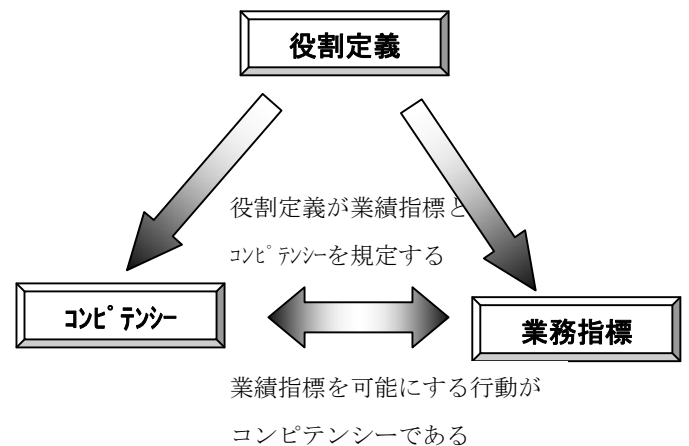 役割定義
役割定義が業績指標と
ｺﾝﾋﾟﾃﾝｼｰを規定する
ｺﾝﾋﾟﾃﾝｼｰ
業務指標
業績指標を可能にする行動が
コンピテンシーである